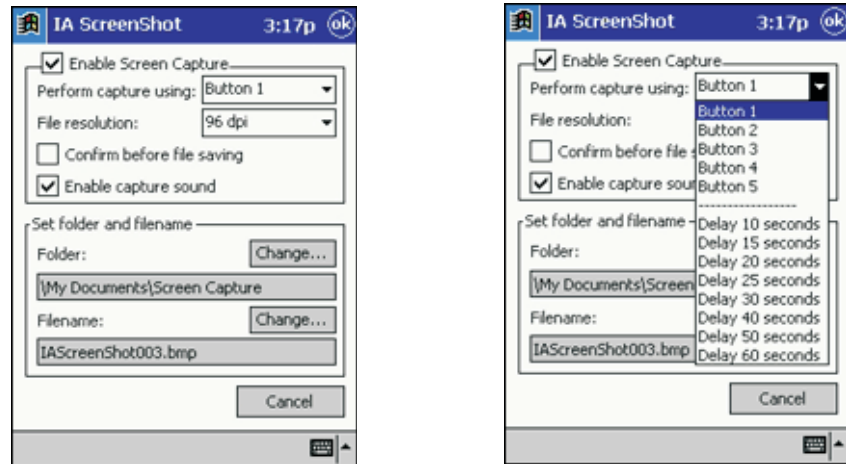 IA ScreenShot 3:17p ok
Enable Screen Capture
Perform capture using: Button 1
File resolution: 96 dpi
Confirm before file saving
Enable capture sound
Set folder and filename
Folder: Change...
\My Documents\Screen Capture
Filename: Change...
IAScreenShot003.bmp
Cancel
IA ScreenShot 3:17p ok
Enable Screen Capture
Perform capture using: Button 1
File resolution:
Confirm before file
Enable capture
Set folder and filename
Folder:
\My Documents\Screen
Filename:
IAScreenShot003.bmp
Button 1
Button 2
Button 3
Button 4
Button 5
-----------------
Delay 10 seconds
Delay 15 seconds
Delay 20 seconds
Delay 25 seconds
Delay 30 seconds
Delay 40 seconds
Delay 50 seconds
Delay 60 seconds
Cancel